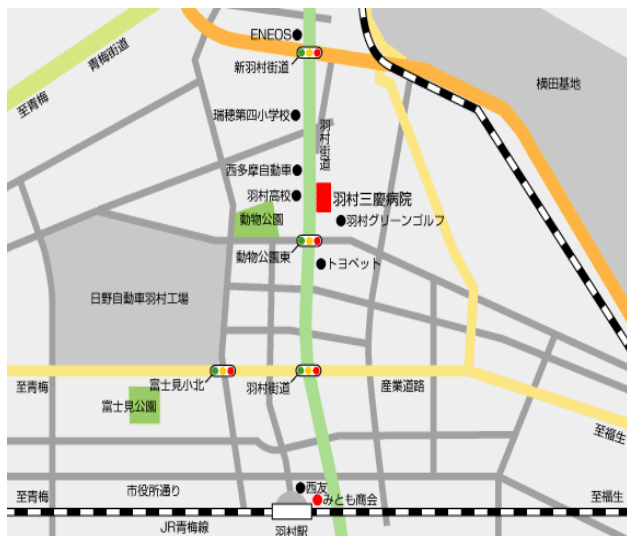 ENEOS
青梅街道
至青梅
新羽村街道
横田基地
瑞穂第四小学校
羽村街道
西多摩自動車
羽村高校
羽村三慶病院
動物公園
羽村グリーンゴルフ
動物公園東
トヨペット
日野自動車羽村工場
至青梅
富士見小北
羽村街道
産業道路
富士見公園
至福生
西友
市役所通り
至青梅
みとも商会
至福生
JR青梅線
羽村駅